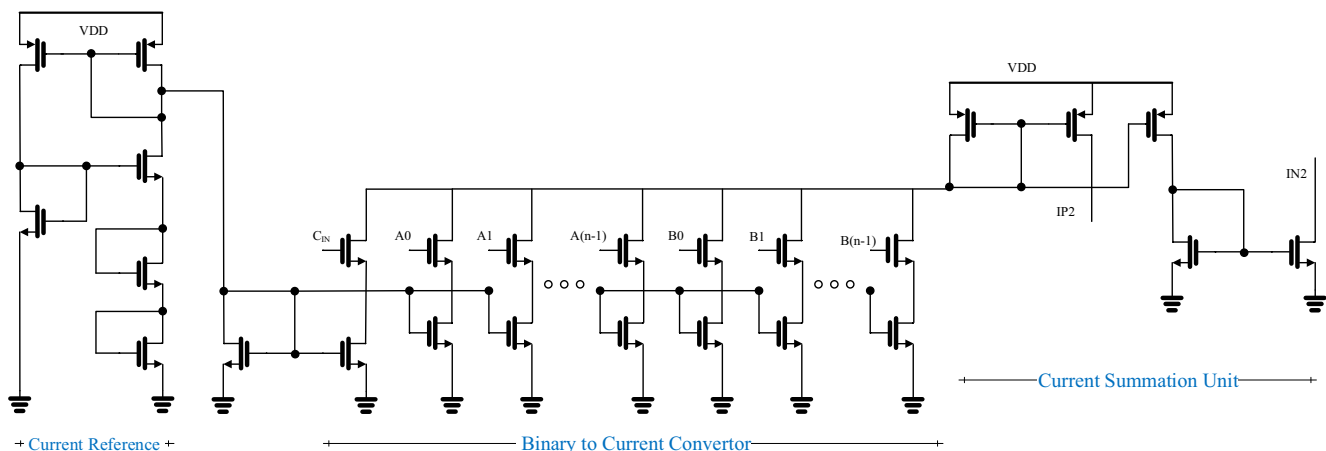 VDD
VDD
IN2
IP2
C_IN
A0
A1
A(n-1)
B0
B1
B(n-1)
Current Summation Unit
Current Reference
Binary to Current Convertor